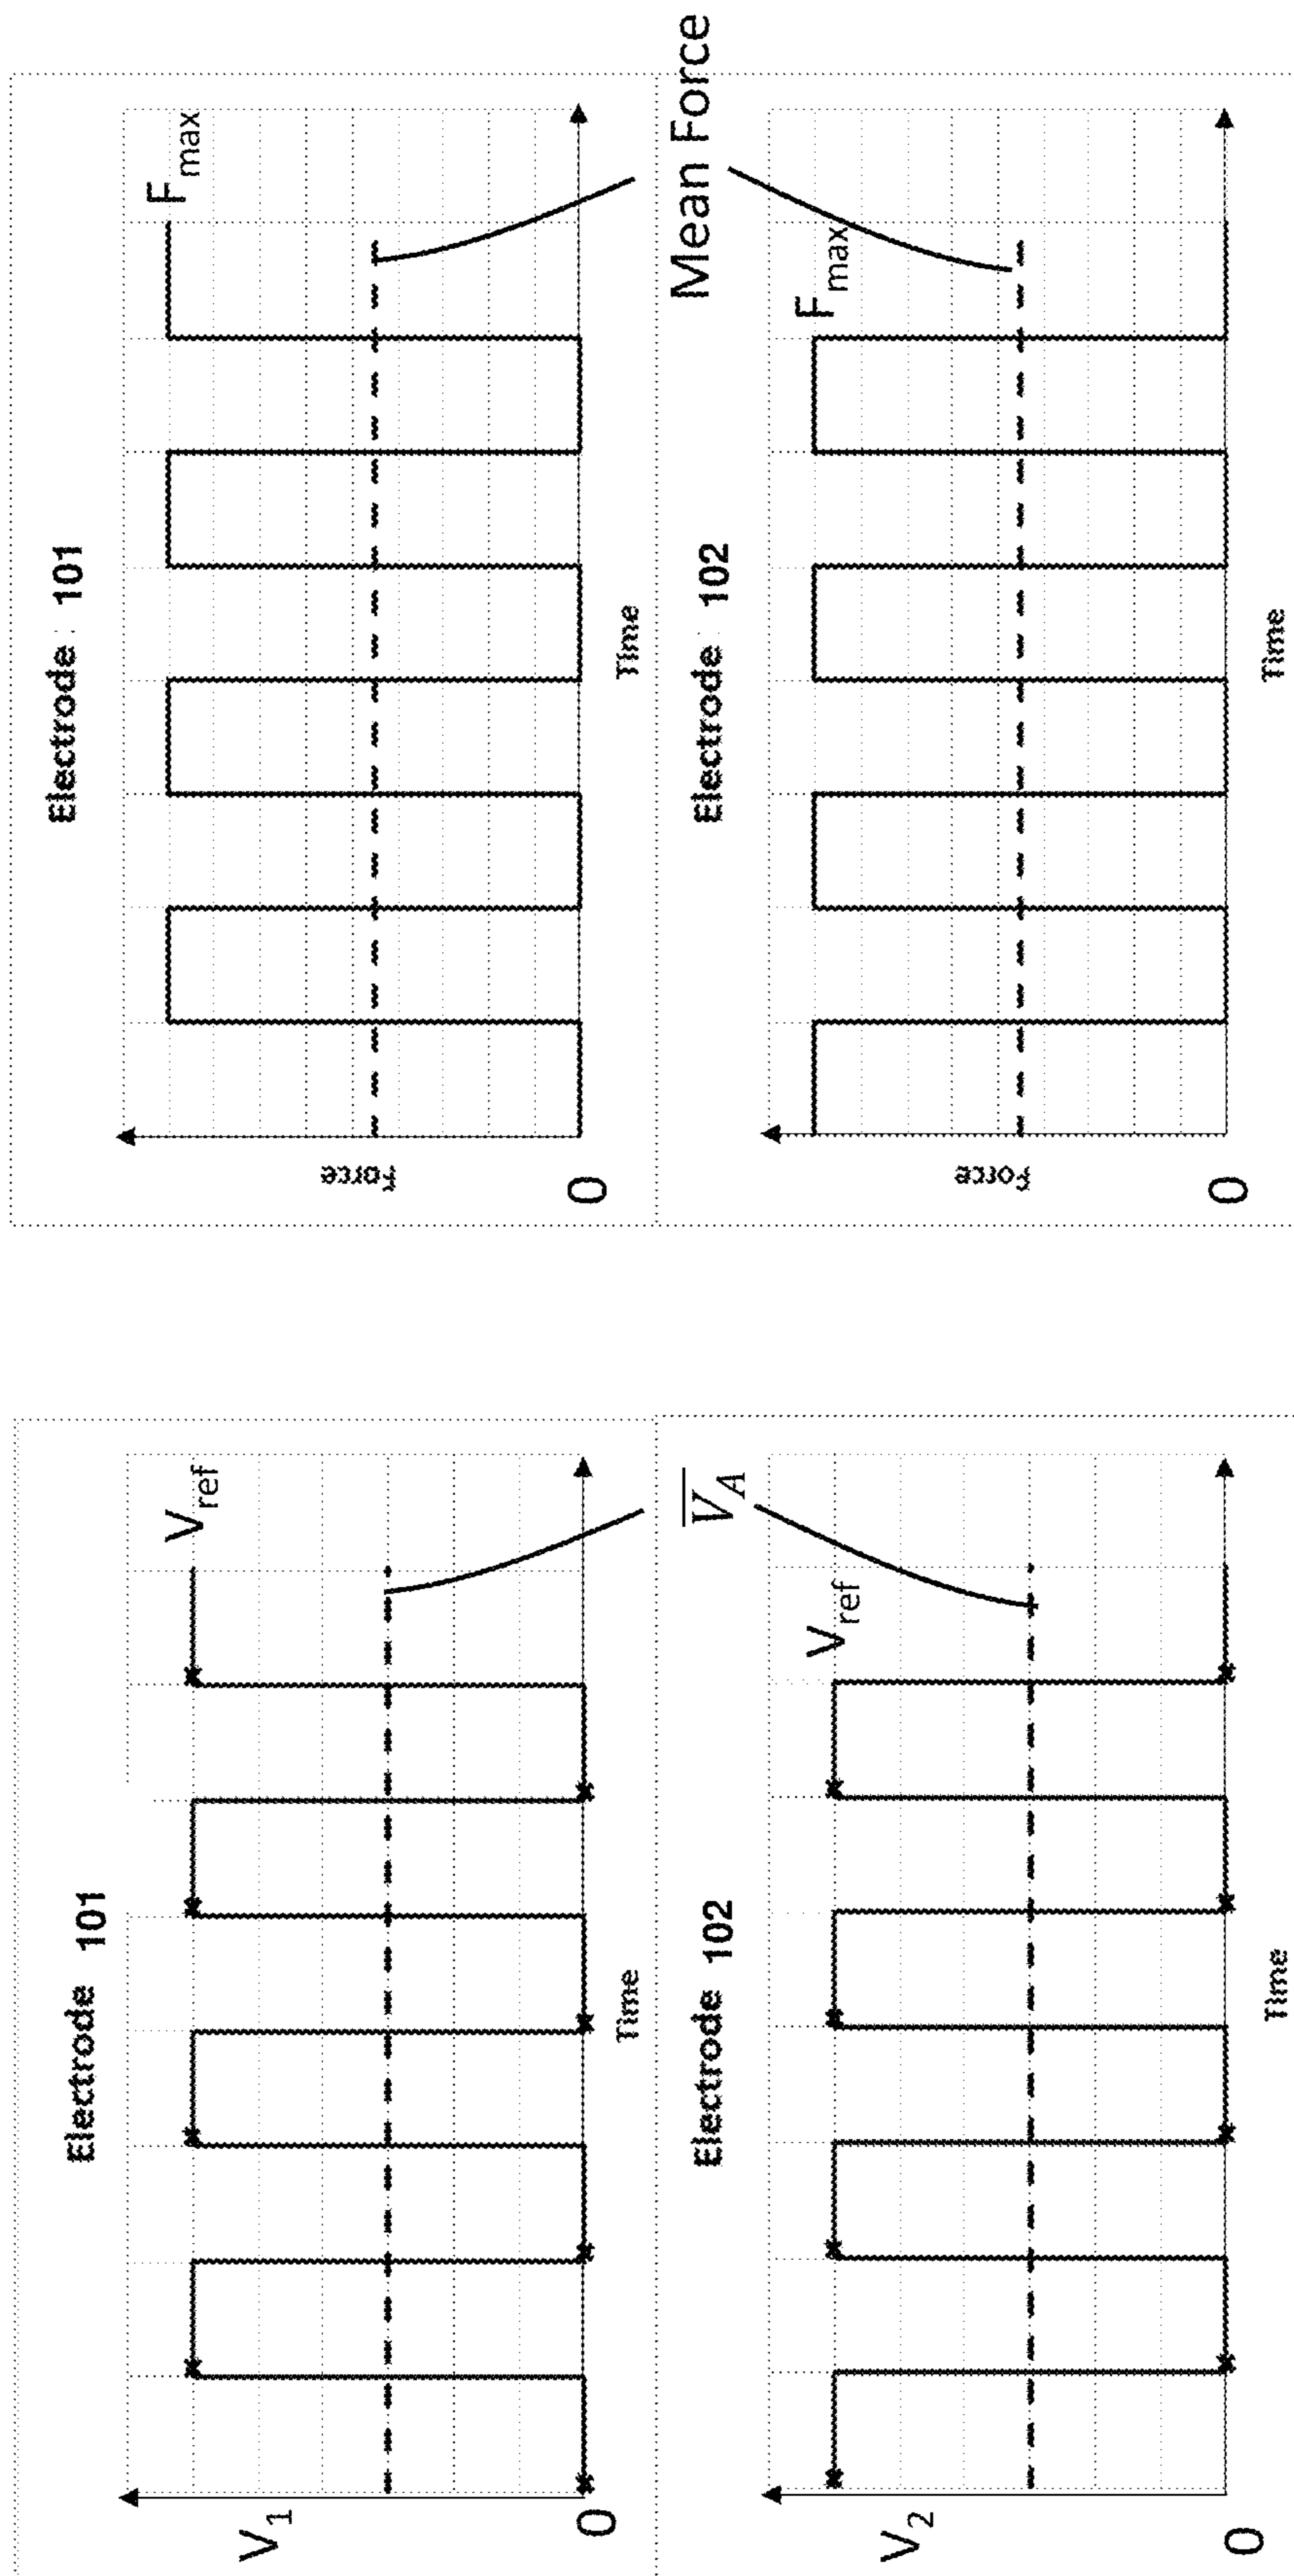 Electrode 101
V1
Vref
0
Time
V̅A̅
Electrode 102
V2
Vref
0
Time
Electrode 101
Force
Fmax
0
Time
Mean Force
Electrode 102
Force
Fmax
0
Time